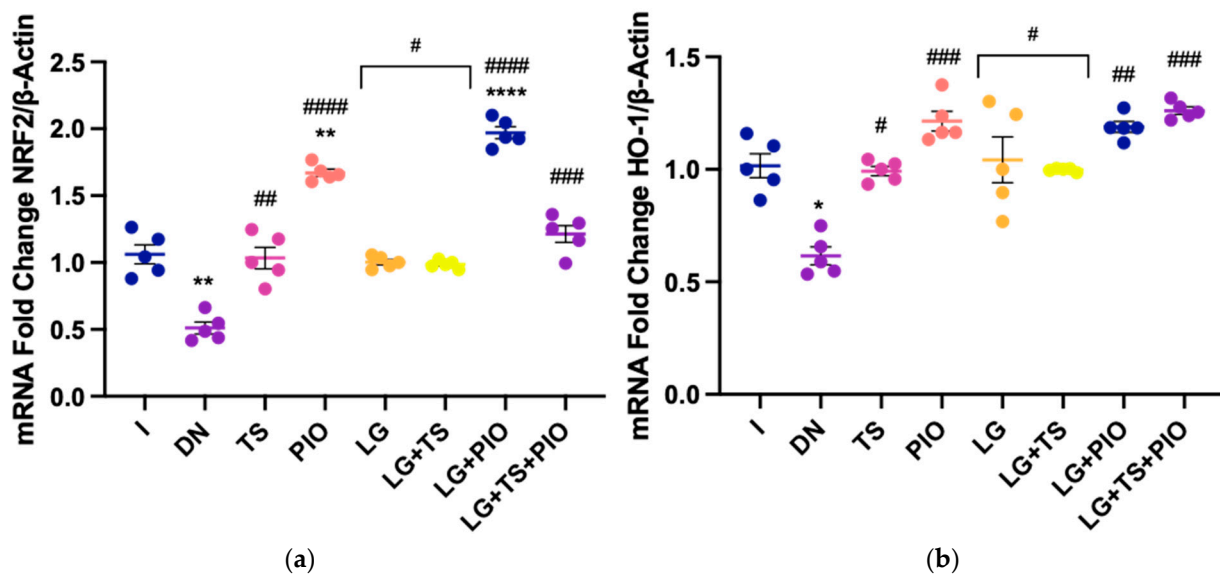 mRNA Fold Change NRF2/β-Actin
2.5
2.0
1.5
1.0
0.5
0.0
**
##
####
**
#
####
****
###
I
DN
TS
PIO
LG
LG+TS
LG+PIO
LG+TS+PIO
(a)
mRNA Fold Change HO-1/β-Actin
1.5
1.0
0.5
0.0
*
#
###
#
##
###
I
DN
TS
PIO
LG
LG+TS
LG+PIO
LG+TS+PIO
(b)